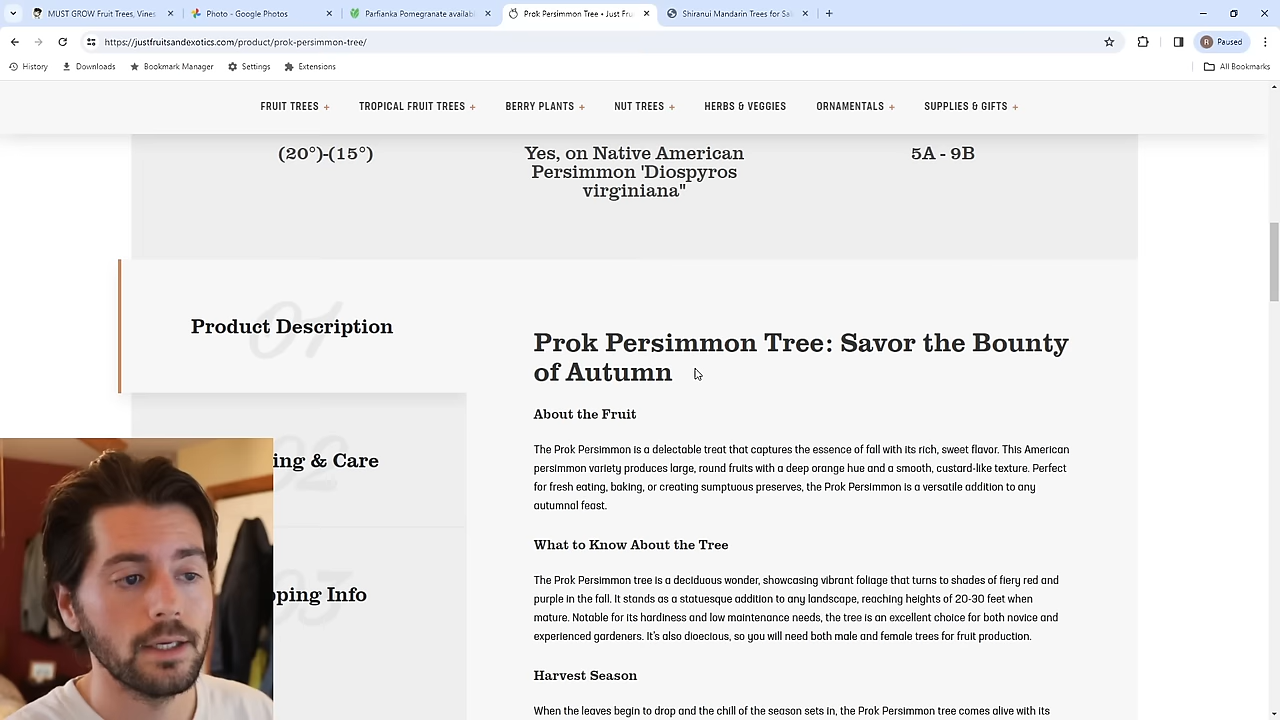 MUST GROW Fruit Trees, Vines
Photo - Google Photos
Parfianka Pomegranate availabl
Prok Persimmon Tree • Just Fru
Shiranui Mandarin Trees for Sa
https://justfruitsandexotics.com/product/prok-persimmon-tree/
R Paused
History
Downloads
Bookmark Manager
Settings
Extensions
All Bookmarks
FRUIT TREES +
TROPICAL FRUIT TREES +
BERRY PLANTS +
NUT TREES +
HERBS & VEGGIES
ORNAMENTALS +
SUPPLIES & GIFTS +
(20°)-(15°)
Yes, on Native American
Persimmon 'Diospyros
virginiana"
5A - 9B
01
Product Description
02
ing & Care
03
pping Info
Prok Persimmon Tree: Savor the Bounty
of Autumn
About the Fruit
The Prok Persimmon is a delectable treat that captures the essence of fall with its rich, sweet flavor. This American
persimmon variety produces large, round fruits with a deep orange hue and a smooth, custard-like texture. Perfect
for fresh eating, baking, or creating sumptuous preserves, the Prok Persimmon is a versatile addition to any
autumnal feast.
What to Know About the Tree
The Prok Persimmon tree is a deciduous wonder, showcasing vibrant foliage that turns to shades of fiery red and
purple in the fall. It stands as a statuesque addition to any landscape, reaching heights of 20-30 feet when
mature. Notable for its hardiness and low maintenance needs, the tree is an excellent choice for both novice and
experienced gardeners. It's also dioecious, so you will need both male and female trees for fruit production.
Harvest Season
When the leaves begin to drop and the chill of the season sets in, the Prok Persimmon tree comes alive with its